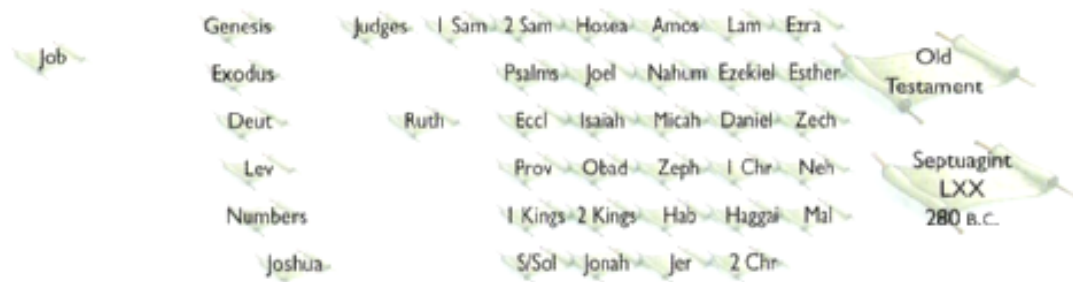 Genesis Judges 1 Sam 2 Sam Hosea Amos Lam Ezra
Job
Exodus Psalms Joel Nahum Ezekiel Esther
Old
Testament
Deut Ruth Eccl Isaiah Micah Daniel Zech
Lev Prov Obad Zeph 1 Chr Neh
Septuagint
LXX
280 B.C.
Numbers 1 Kings 2 Kings Hab Haggai Mal
Joshua S/Sol Jonah Jer 2 Chr